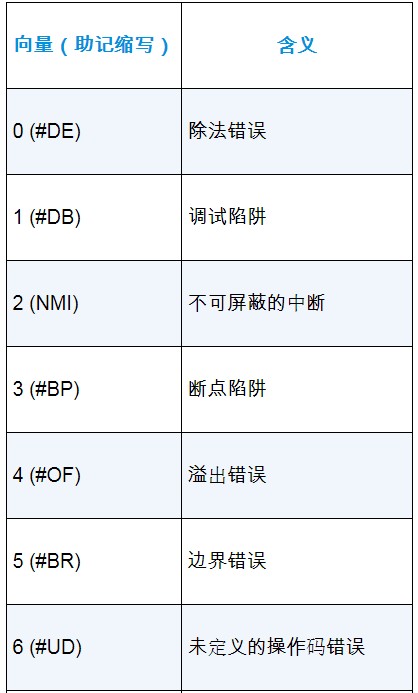 向量（助记缩写） 含义
0 (#DE) 除法错误
1 (#DB) 调试陷阱
2 (NMI) 不可屏蔽的中断
3 (#BP) 断点陷阱
4 (#OF) 溢出错误
5 (#BR) 边界错误
6 (#UD) 未定义的操作码错误